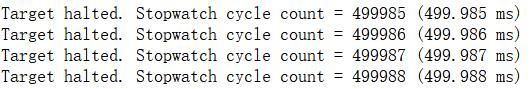 Target halted. Stopwatch cycle count = 499985 (499.985 ms)
Target halted. Stopwatch cycle count = 499986 (499.986 ms)
Target halted. Stopwatch cycle count = 499987 (499.987 ms)
Target halted. Stopwatch cycle count = 499988 (499.988 ms)